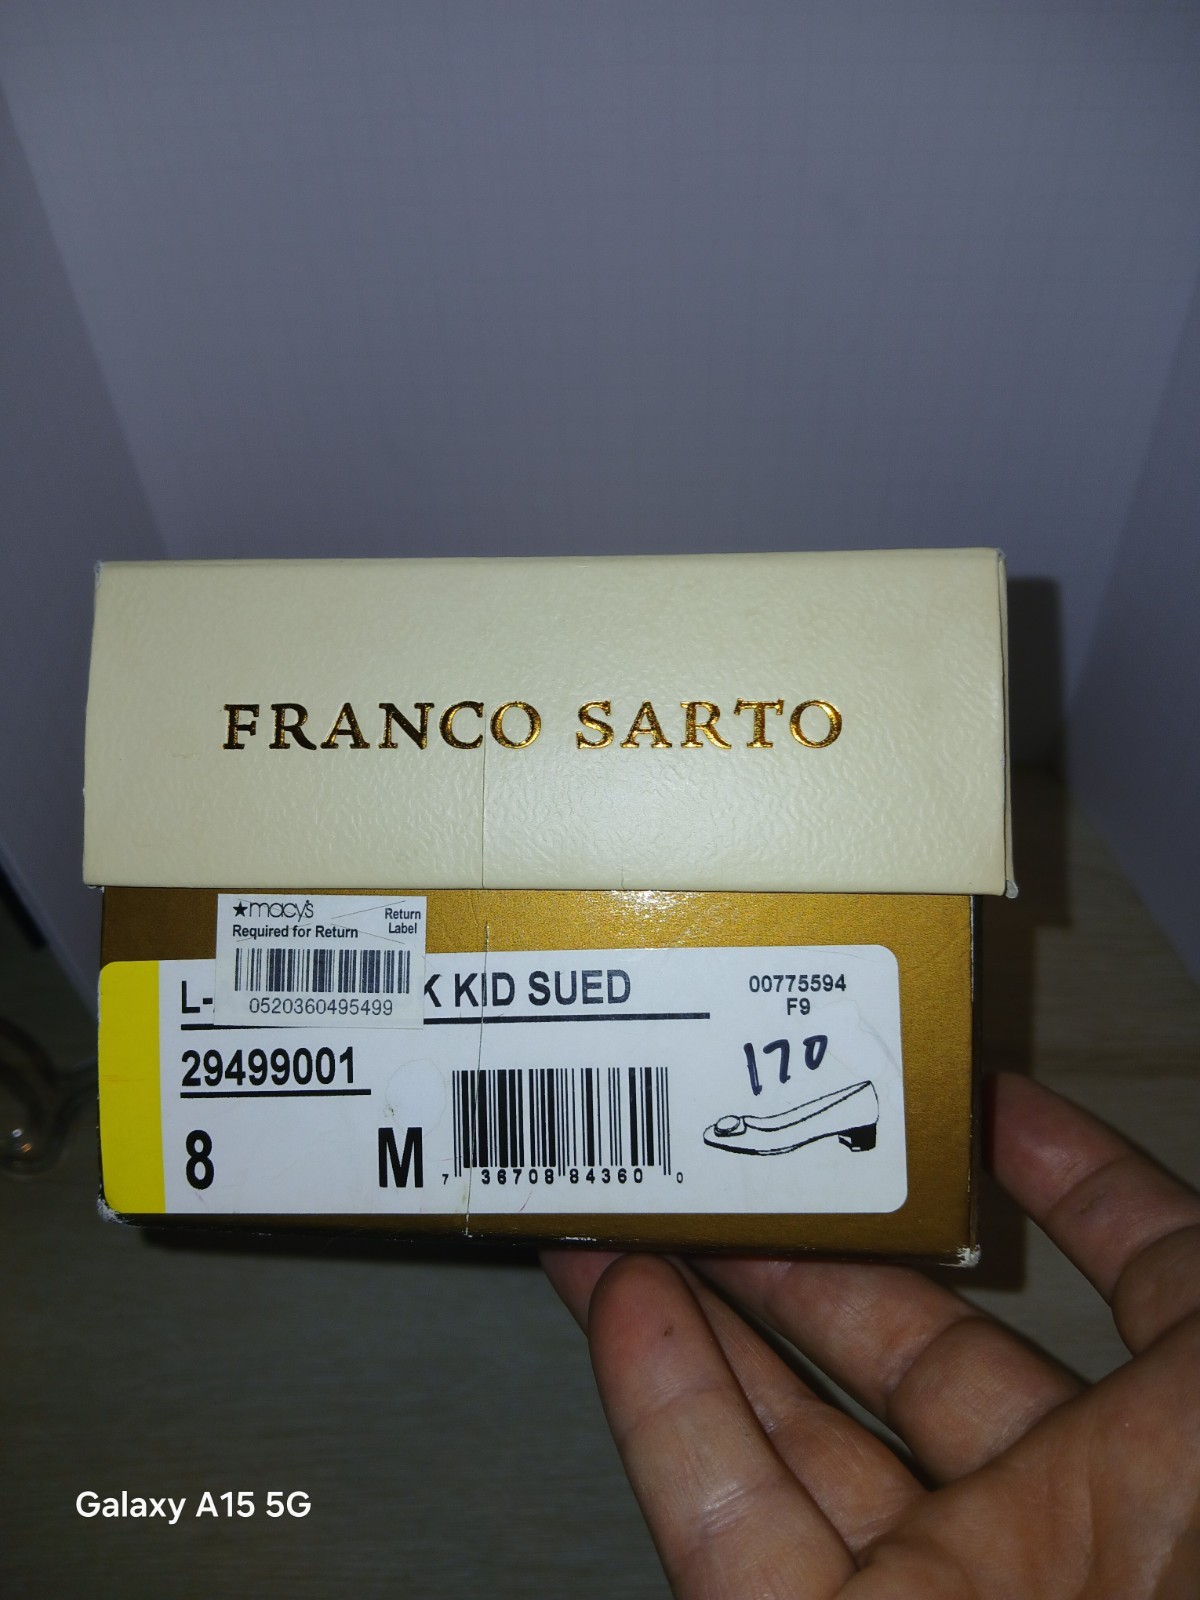 FRANCO SARTO
★macy's
Return
Label
Required for Return
0520360495499
L-
K KID SUED
00775594
F9
29499001
170
8
M
7 36708 84360 0
Galaxy A15 5G